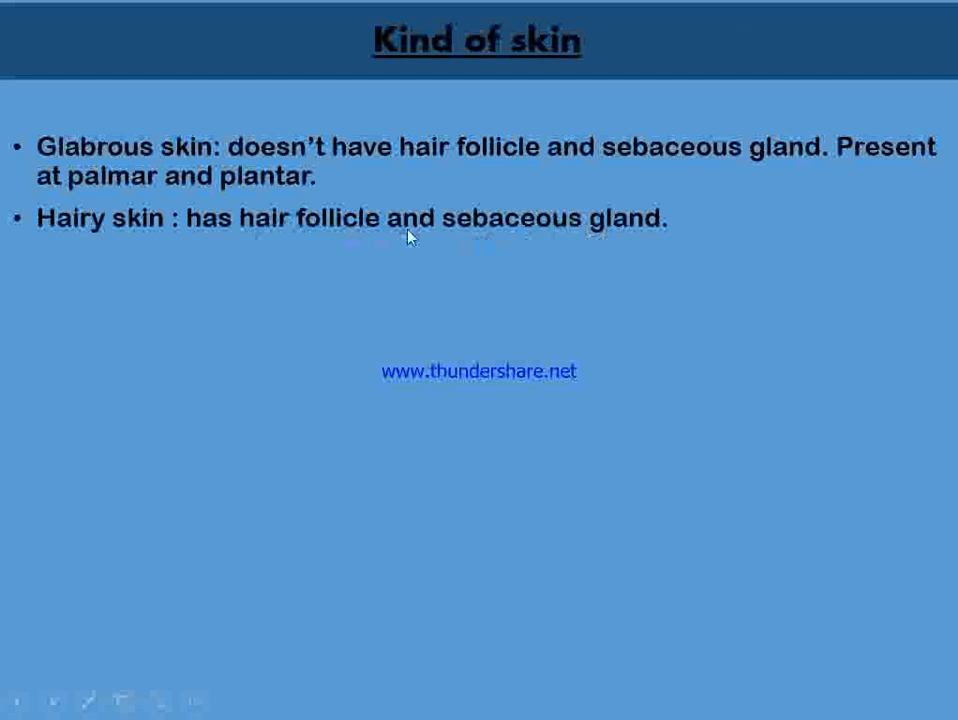 Kind of skin
• Glabrous skin: doesn’t have hair follicle and sebaceous gland. Present
at palmar and plantar.
• Hairy skin : has hair follicle and sebaceous gland.
www.thundershare.net